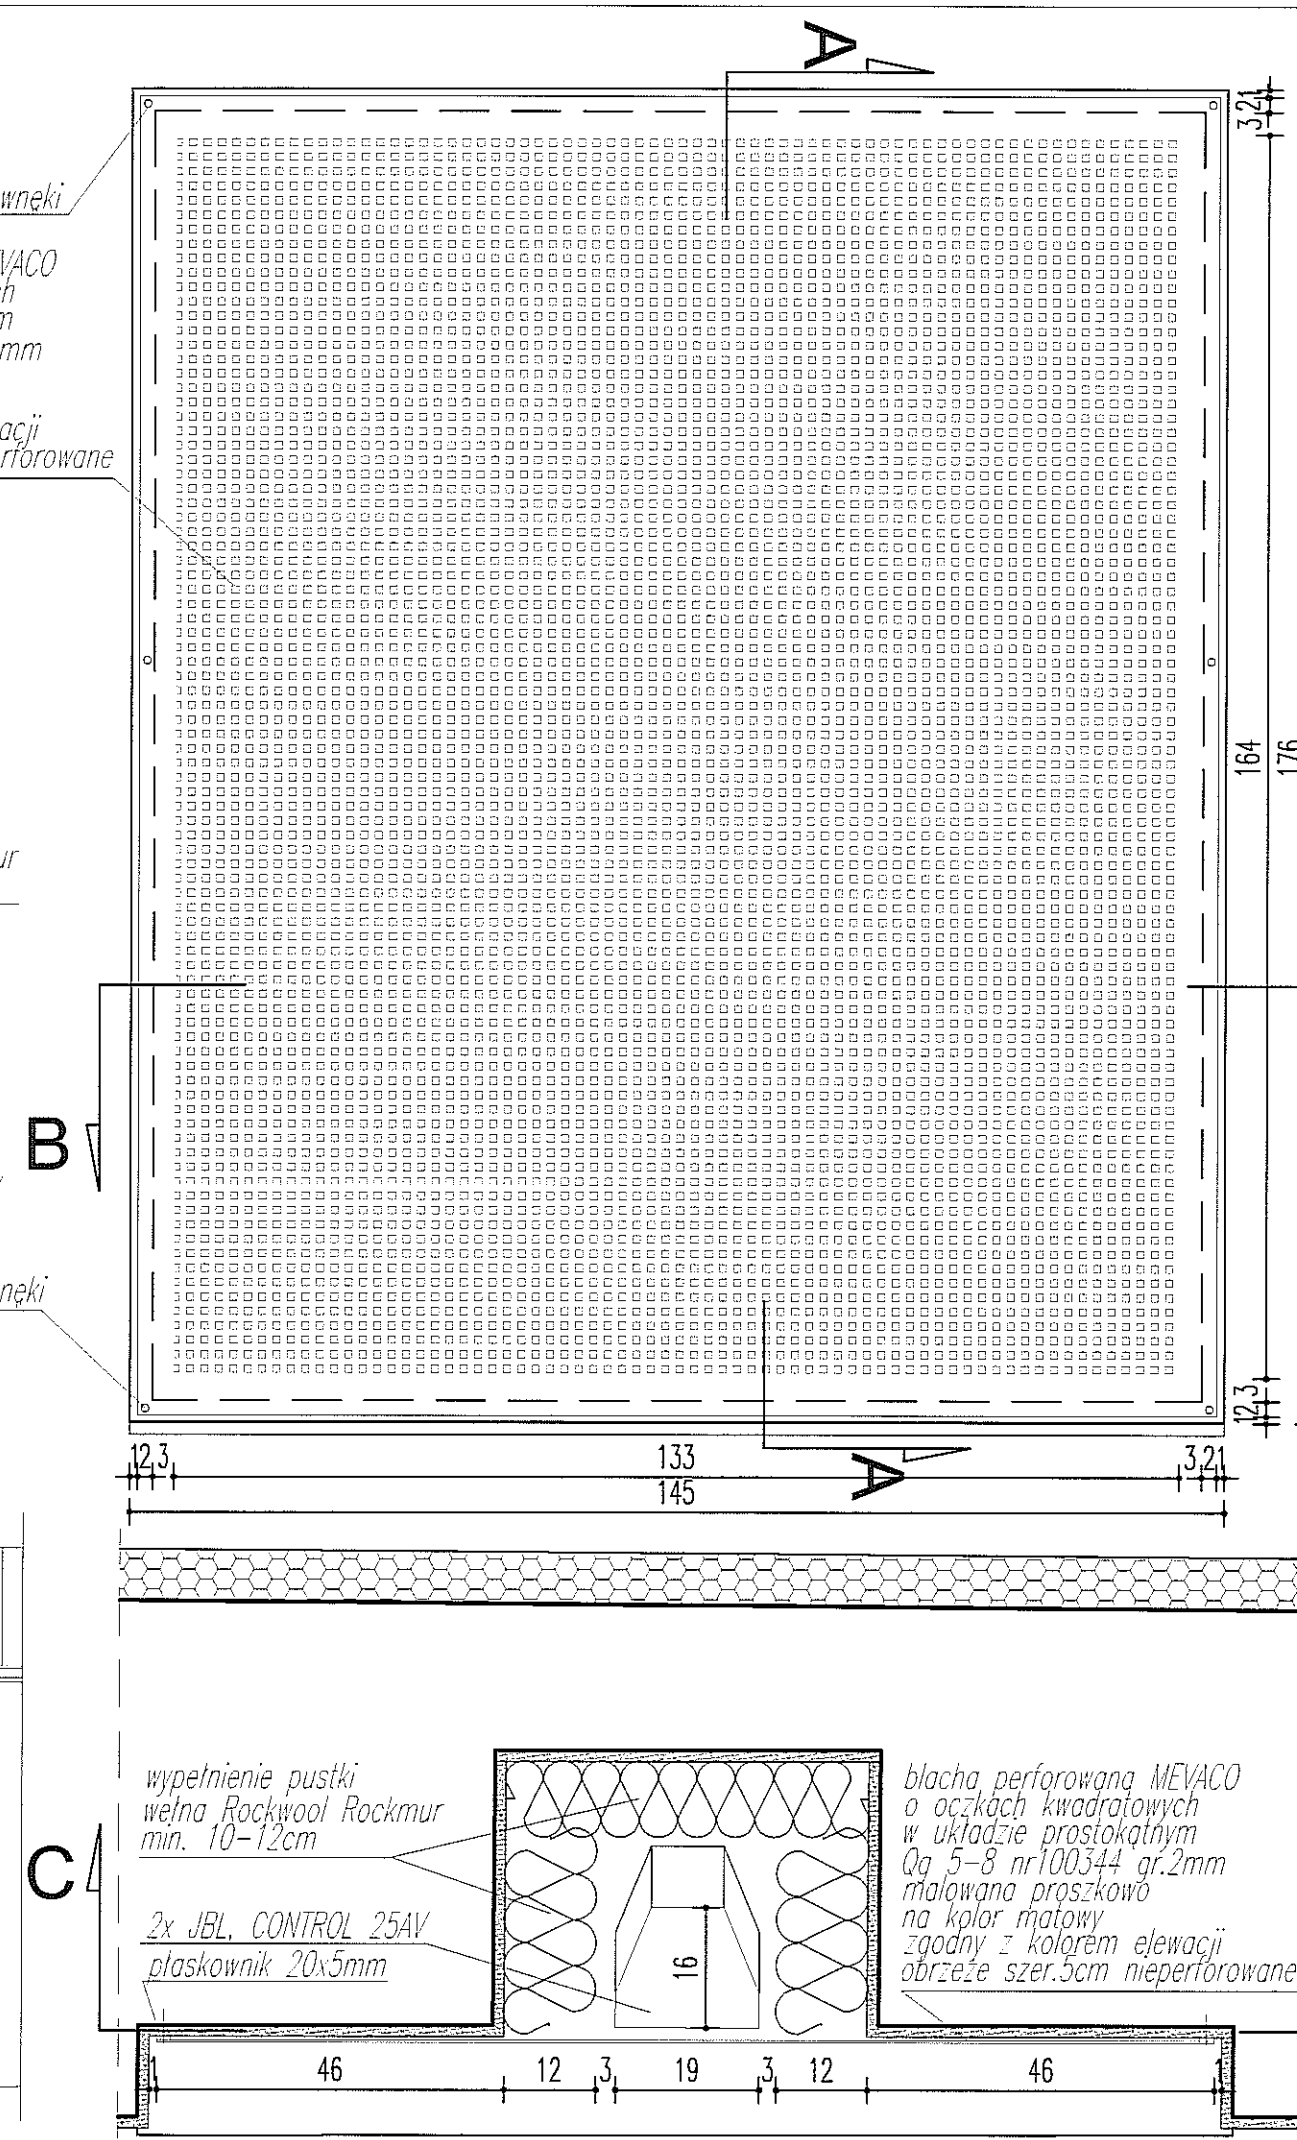 A
3 2 1
wnęki
VACO
ch
m
mm
acji
rforowane
164
176
ur
B
nęki
12 3
1 2 3
133
3 2 1
145
A
wypełnienie pustki
wełna Rockwool Rockmur
min. 10-12cm
C
2x JBL, CONTROL 25AV
płaskownik 20x5mm
16
blacha perforowana MEVACO
o oczkach kwadratowych
w układzie prostokątnym
Qg 5-8 nr100344 gr.2mm
malowana proszkowo
na kolor matowy
zgodny z kolorem elewacji
obrzeże szer.5cm nieperforowane
1 46 12 3 19 3 12 46 1